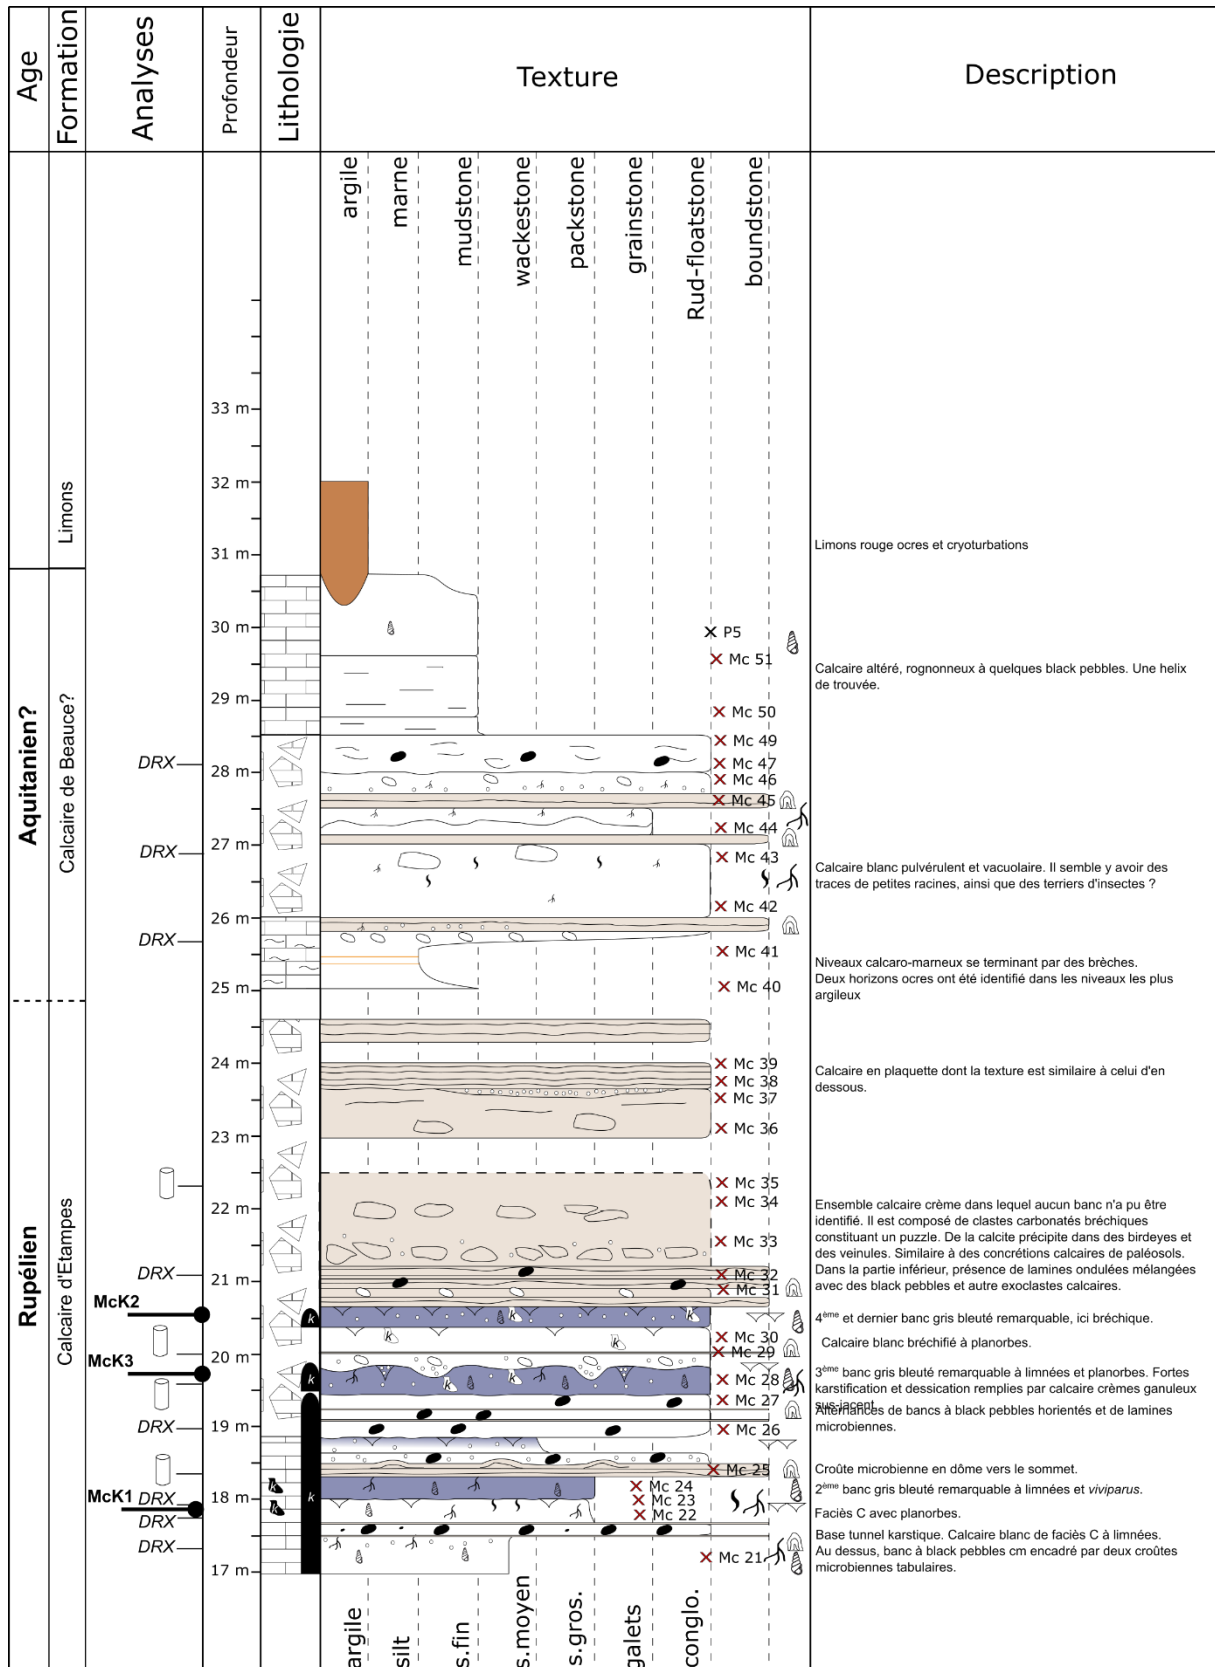 Age
Formation
Analyses
Profondeur
Lithologie
Texture
Description
argile
marne
mudstone
wackestone
packstone
grainstone
Rud-floatstone
boundstone
33 m
32 m
31 m
30 m
29 m
28 m
27 m
26 m
25 m
24 m
23 m
22 m
21 m
20 m
19 m
18 m
17 m
Limons
Aquitanien?
Calcaire de Beauce?
Rupélien
Calcaire d'Etampes
DRX
DRX
DRX
DRX
McK2
McK3
DRX
McK1
DRX
DRX
DRX
k
k
k
k
k
k
k
k
k
k
k
P5
Mc 51
Mc 50
Mc 49
Mc 47
Mc 46
Mc 45
Mc 44
Mc 43
Mc 42
Mc 41
Mc 40
Mc 39
Mc 38
Mc 37
Mc 36
Mc 35
Mc 34
Mc 33
Mc 32
Mc 31
Mc 30
Mc 29
Mc 28
Mc 27
Mc 26
Mc 25
Mc 24
Mc 23
Mc 22
Mc 21
Limons rouge ocres et cryoturbations
Calcaire altéré, rognonneux à quelques black pebbles. Une helix
de trouvée.
Calcaire blanc pulvérulent et vacuolaire. Il semble y avoir des
traces de petites racines, ainsi que des terriers d'insectes ?
Niveaux calcaro-marneux se terminant par des brèches.
Deux horizons ocres ont été identifié dans les niveaux les plus
argileux
Calcaire en plaquette dont la texture est similaire à celui d'en
dessous.
Ensemble calcaire crème dans lequel aucun banc n'a pu être
identifié. Il est composé de clastes carbonatés bréchiques
constituant un puzzle. De la calcite précipite dans des birdeyes et
des veinules. Similaire à des concrétions calcaires de paléosols.
Dans la partie inférieur, présence de lamines ondulées mélangées
avec des black pebbles et autre exoclastes calcaires.
4ème et dernier banc gris bleuté remarquable, ici bréchique.
Calcaire blanc bréchifié à planorbes.
3ème banc gris bleuté remarquable à limnées et planorbes. Fortes
karstification et dessication remplies par calcaire crèmes ganuleux
sus-jacent
Alternances de bancs à black pebbles horientés et de lamines
microbiennes.
Croûte microbienne en dôme vers le sommet.
2ème banc gris bleuté remarquable à limnées et viviparus.
Faciès C avec planorbes.
Base tunnel karstique. Calcaire blanc de faciès C à limnées.
Au dessus, banc à black pebbles cm encadré par deux croûtes
microbiennes tabulaires.
argile
silt
s.fin
s.moyen
s.gros.
galets
conglo.